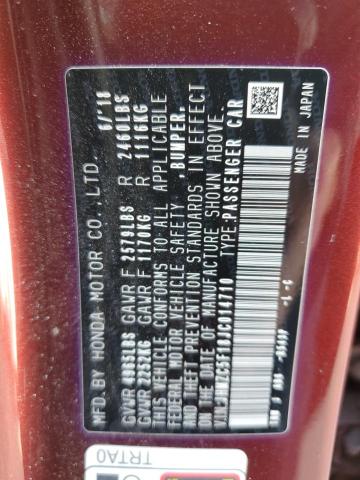 MFD. BY HONDA MOTOR CO., LTD. 6/'18
GVWR 4963LBS GAWR F 2579LBS R 2460LBS
GVWR 2252KG GAWR F 1170KG R 1116KG
THIS VEHICLE CONFORMS TO ALL APPLICABLE
FEDERAL MOTOR VEHICLE SAFETY ,BUMPER,
AND THEFT PREVENTION STANDARDS IN EFFECT
ON THE DATE OF MANUFACTURE SHOWN ABOVE.
TYPE:PASSENGER CAR
MADE IN JAPAN
TRTA0